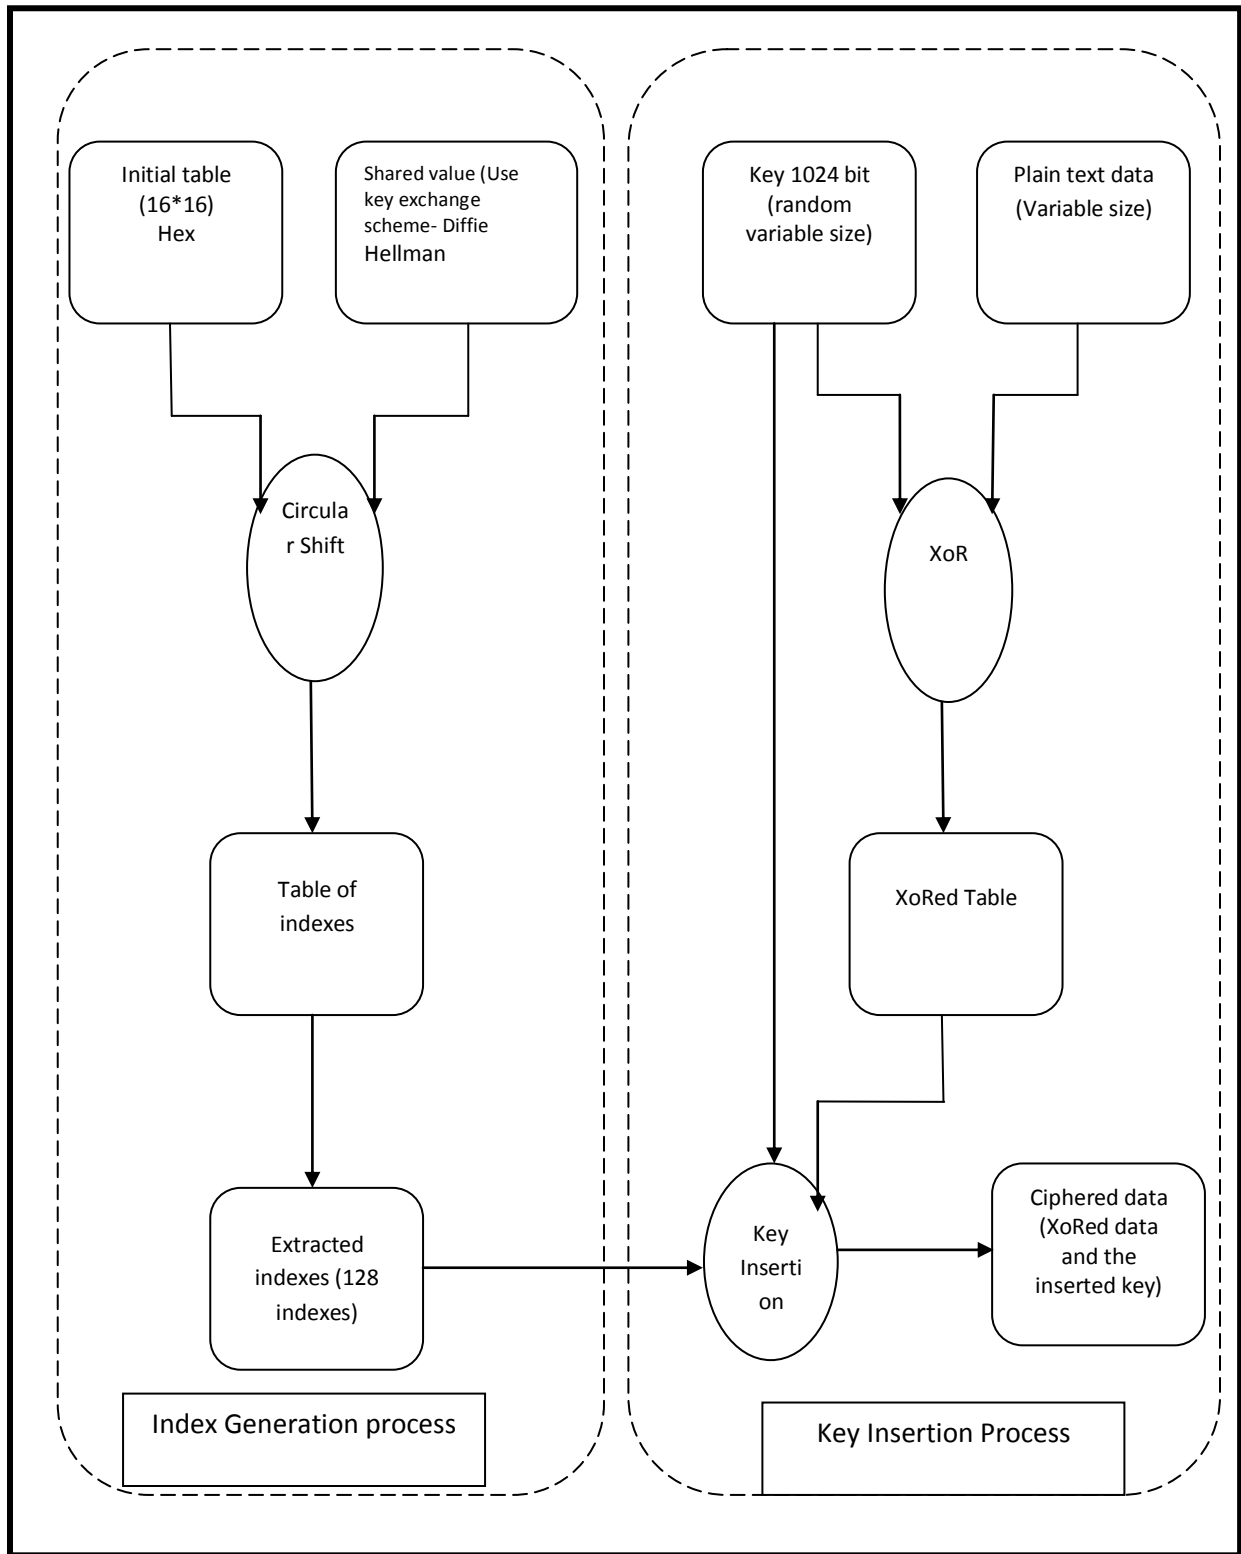 Initial table
(16*16)
Hex
Shared value (Use
key exchange
scheme- Diffie
Hellman
Key 1024 bit
(random
variable size)
Plain text data
(Variable size)
Circula
r Shift
XoR
Table of
indexes
XoRed Table
Extracted
indexes (128
indexes)
Key
Inserti
on
Ciphered data
(XoRed data
and the
inserted key)
Index Generation process
Key Insertion Process